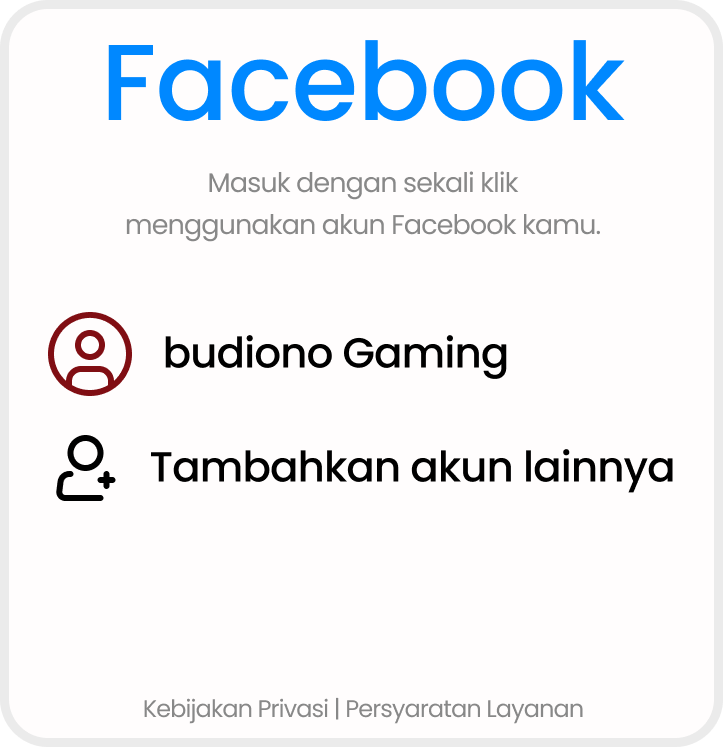 Facebook
Masuk dengan sekali klik
menggunakan akun Facebook kamu.
budiono Gaming
Tambahkan akun lainnya
Kebijakan Privasi | Persyaratan Layanan